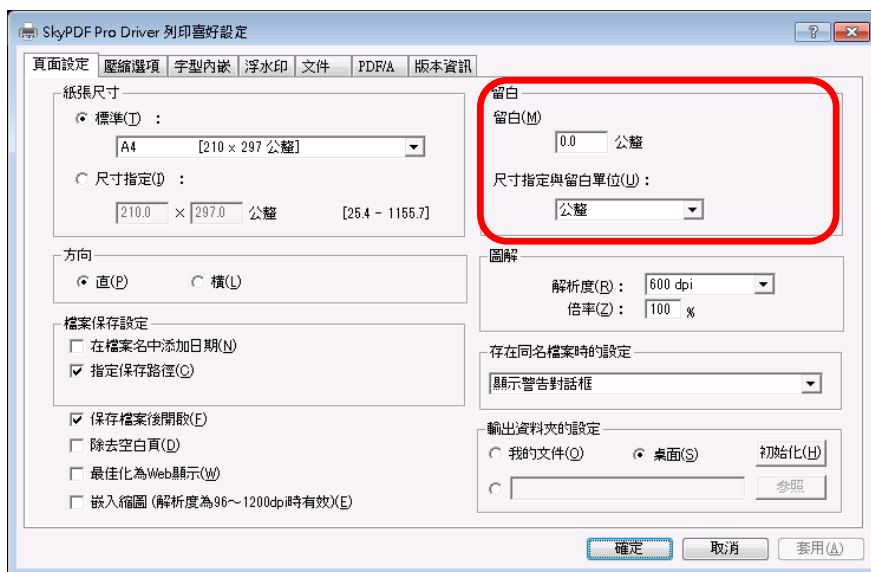 SkyPDF Pro Driver 列印喜好設定
頁面設定 壓縮選項 字型內嵌 浮水印 文件 PDF/A 版本資訊
紙張尺寸
標準(T) :
A4 [210 x 297 公釐]
尺寸指定(I) :
210.0 × 297.0 公釐 [25.4 - 1155.7]
方向
直(P) 橫(L)
檔案保存設定
在檔案名中添加日期(N)
指定保存路徑(C)
保存檔案後開啟(F)
除去空白頁(D)
最佳化為Web顯示(W)
嵌入縮圖 (解析度為96～1200dpi時有效)(E)
留白
留白(M)
0.0 公釐
尺寸指定與留白單位(U)：
公釐
圖解
解析度(R)： 600 dpi
倍率(Z)： 100 %
存在同名檔案時的設定
顯示警告對話框
輸出資料夾的設定
我的文件(O) 桌面(S) 初始化(H)
參照
確定 取消 套用(A)